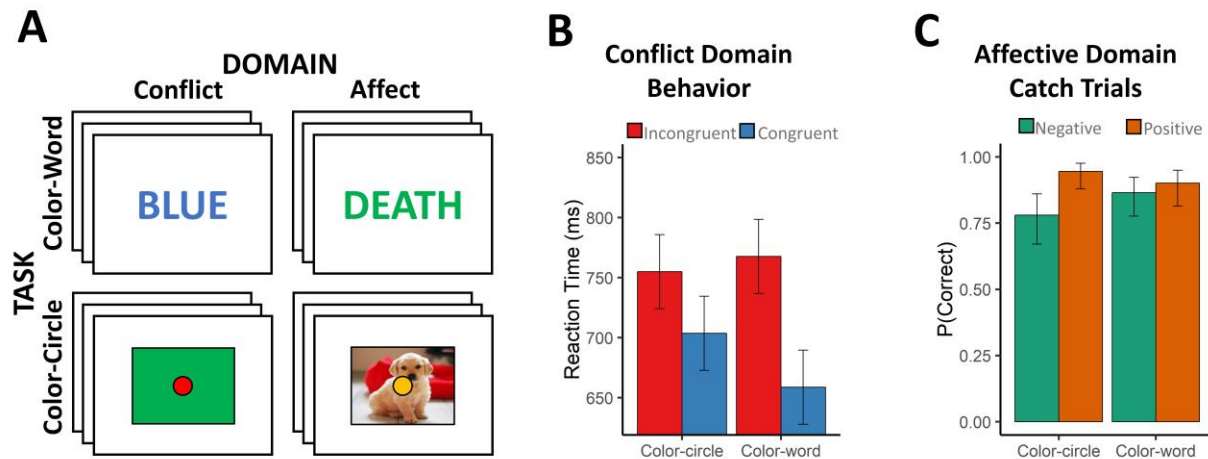 A
DOMAIN
Conflict
Affect
TASK
Color-Word
BLUE
DEATH
Color-Circle
B
Conflict Domain
Behavior
Incongruent
Congruent
Reaction Time (ms)
850
800
750
700
650
Color-circle
Color-word
C
Affective Domain
Catch Trials
Negative
Positive
P(Correct)
1.00
0.75
0.50
0.25
0.00
Color-circle
Color-word